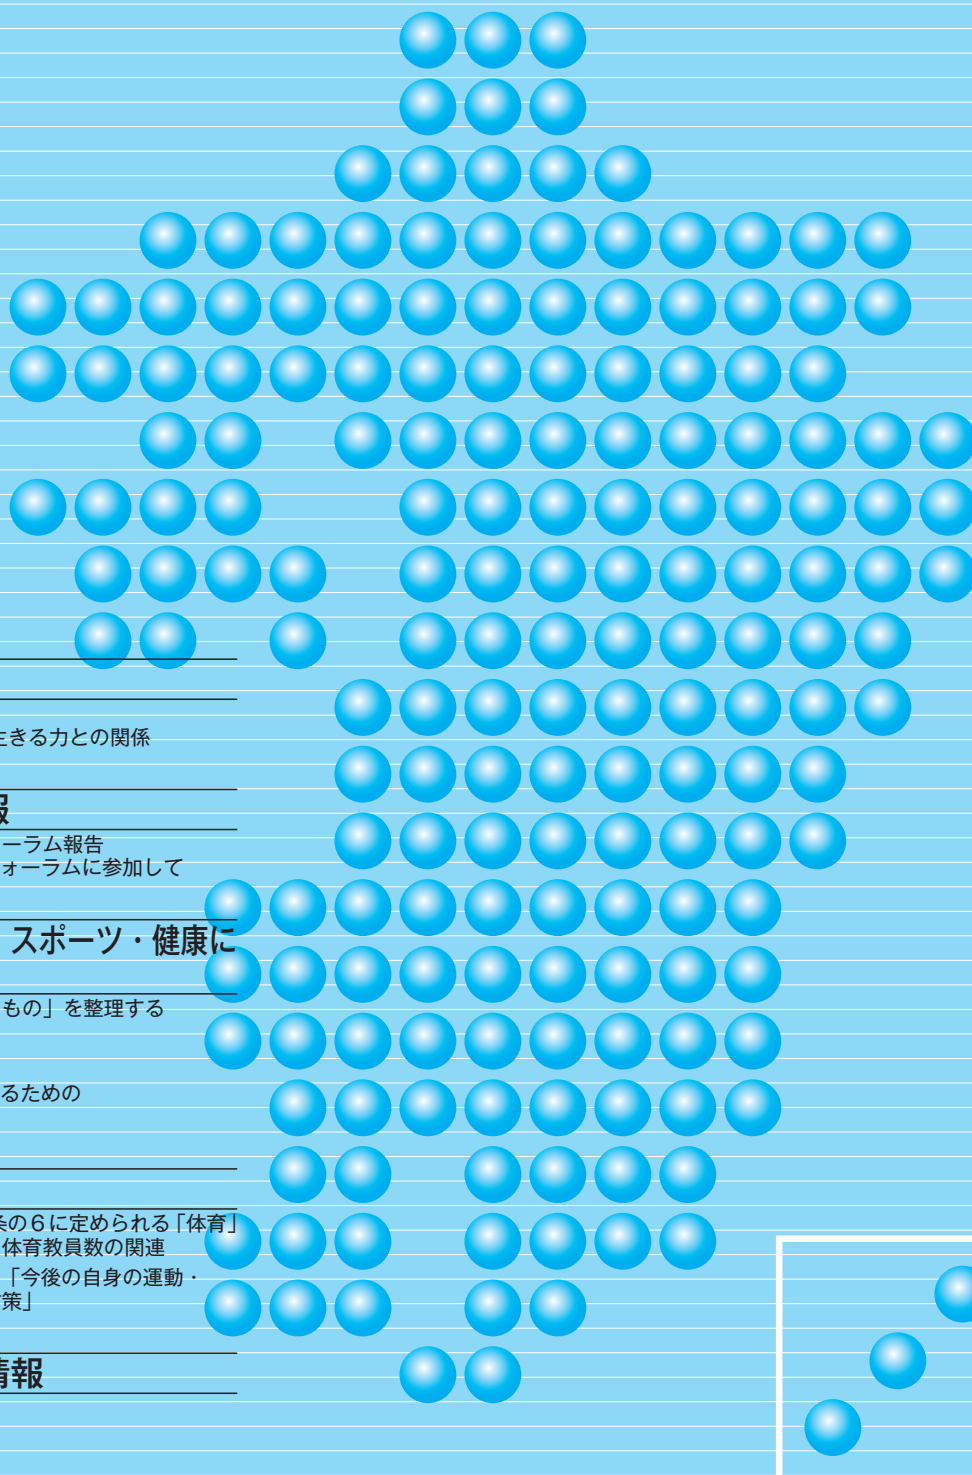 生きる力との関係
報
ーラム報告
ォーラムに参加して
スポーツ・健康に
もの」を整理する
るための
条の６に定められる「体育」
体育教員数の関連
「今後の自身の運動・
策」
情報